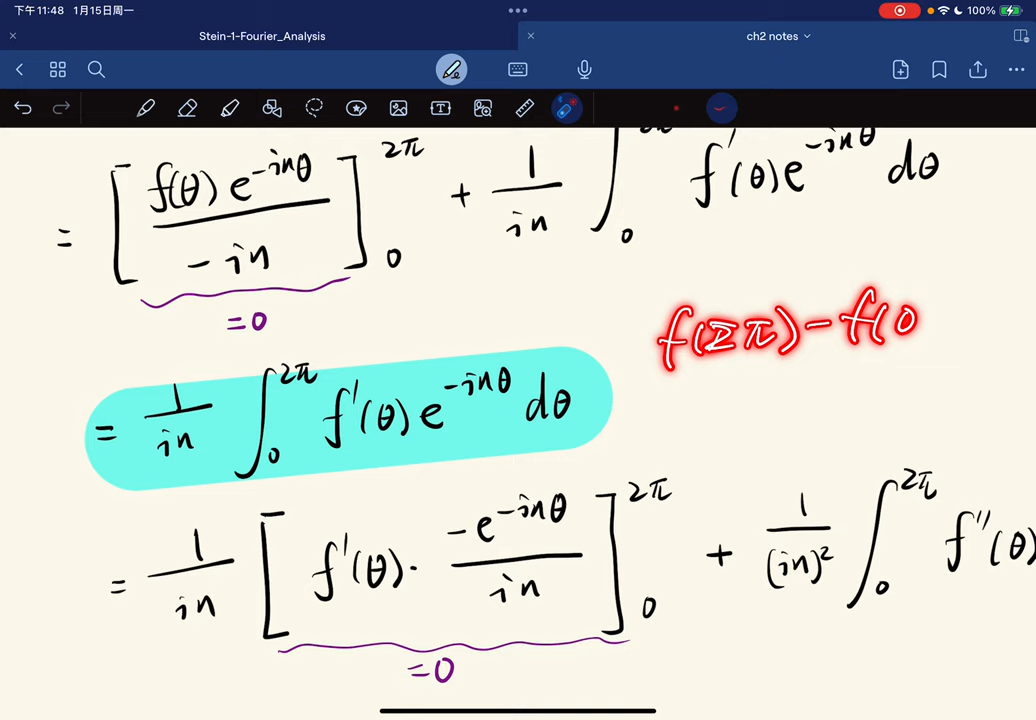 下午11:48 1月15日周一 100%
Stein-1-Fourier_Analysis ch2 notes
= [ f(θ) e^{-inθ} / -in ]_0^{2π} + 1/in ∫_0 f'(θ) e^{-inθ} dθ
=0
f(2π) - f(0
= 1/in ∫_0^{2π} f'(θ) e^{-inθ} dθ
= 1/in [ f'(θ) · -e^{-inθ} / in ]_0^{2π} + 1/(in)^2 ∫_0^{2π} f''(θ)
=0